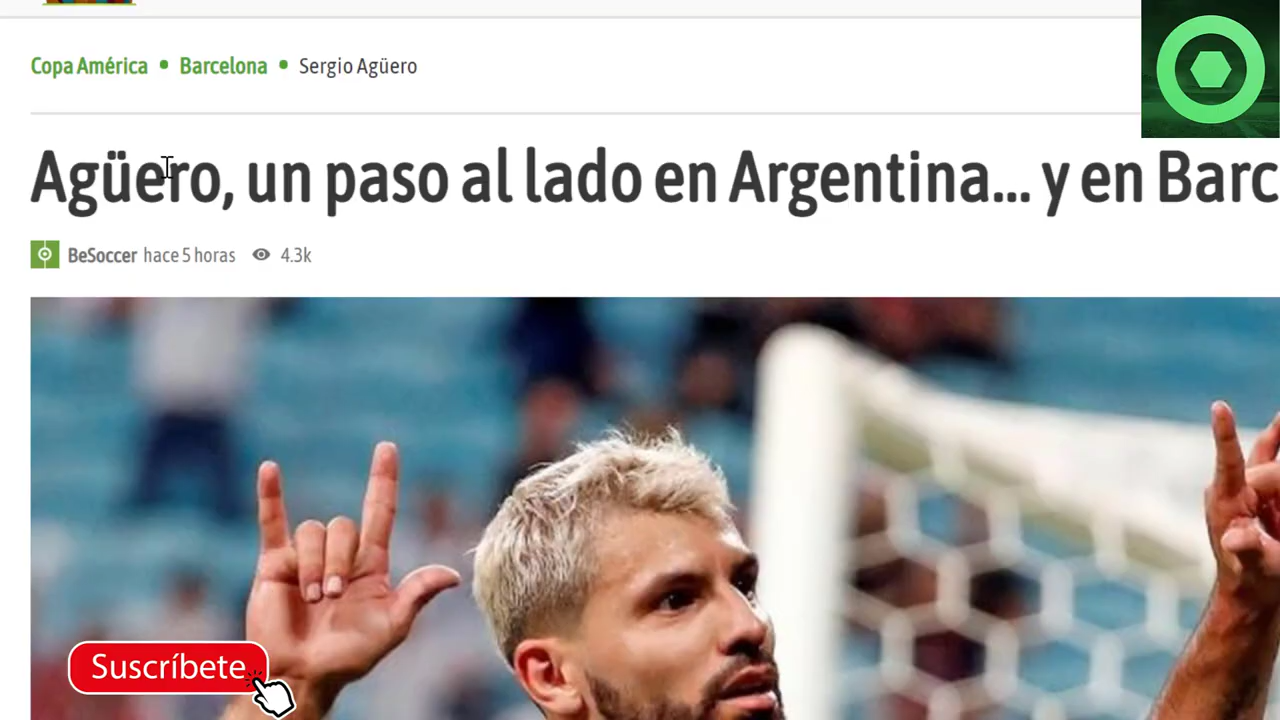 Copa América • Barcelona • Sergio Agüero
Agüero, un paso al lado en Argentina... y en Barc
BeSoccer hace 5 horas 4.3k
Suscríbete